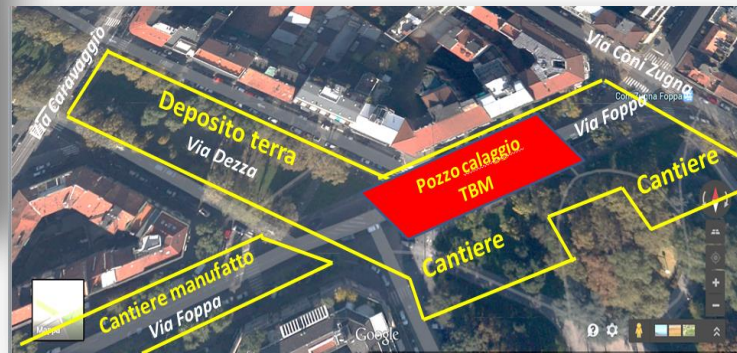 Via Caravaggio
Via Coni Zugna
Deposito terra
Via Dezza
Pozzo calaggio
TBM
Via Foppa
Cantiere
Cantiere
Cantiere manufatto
Via Foppa
Mappa
Google